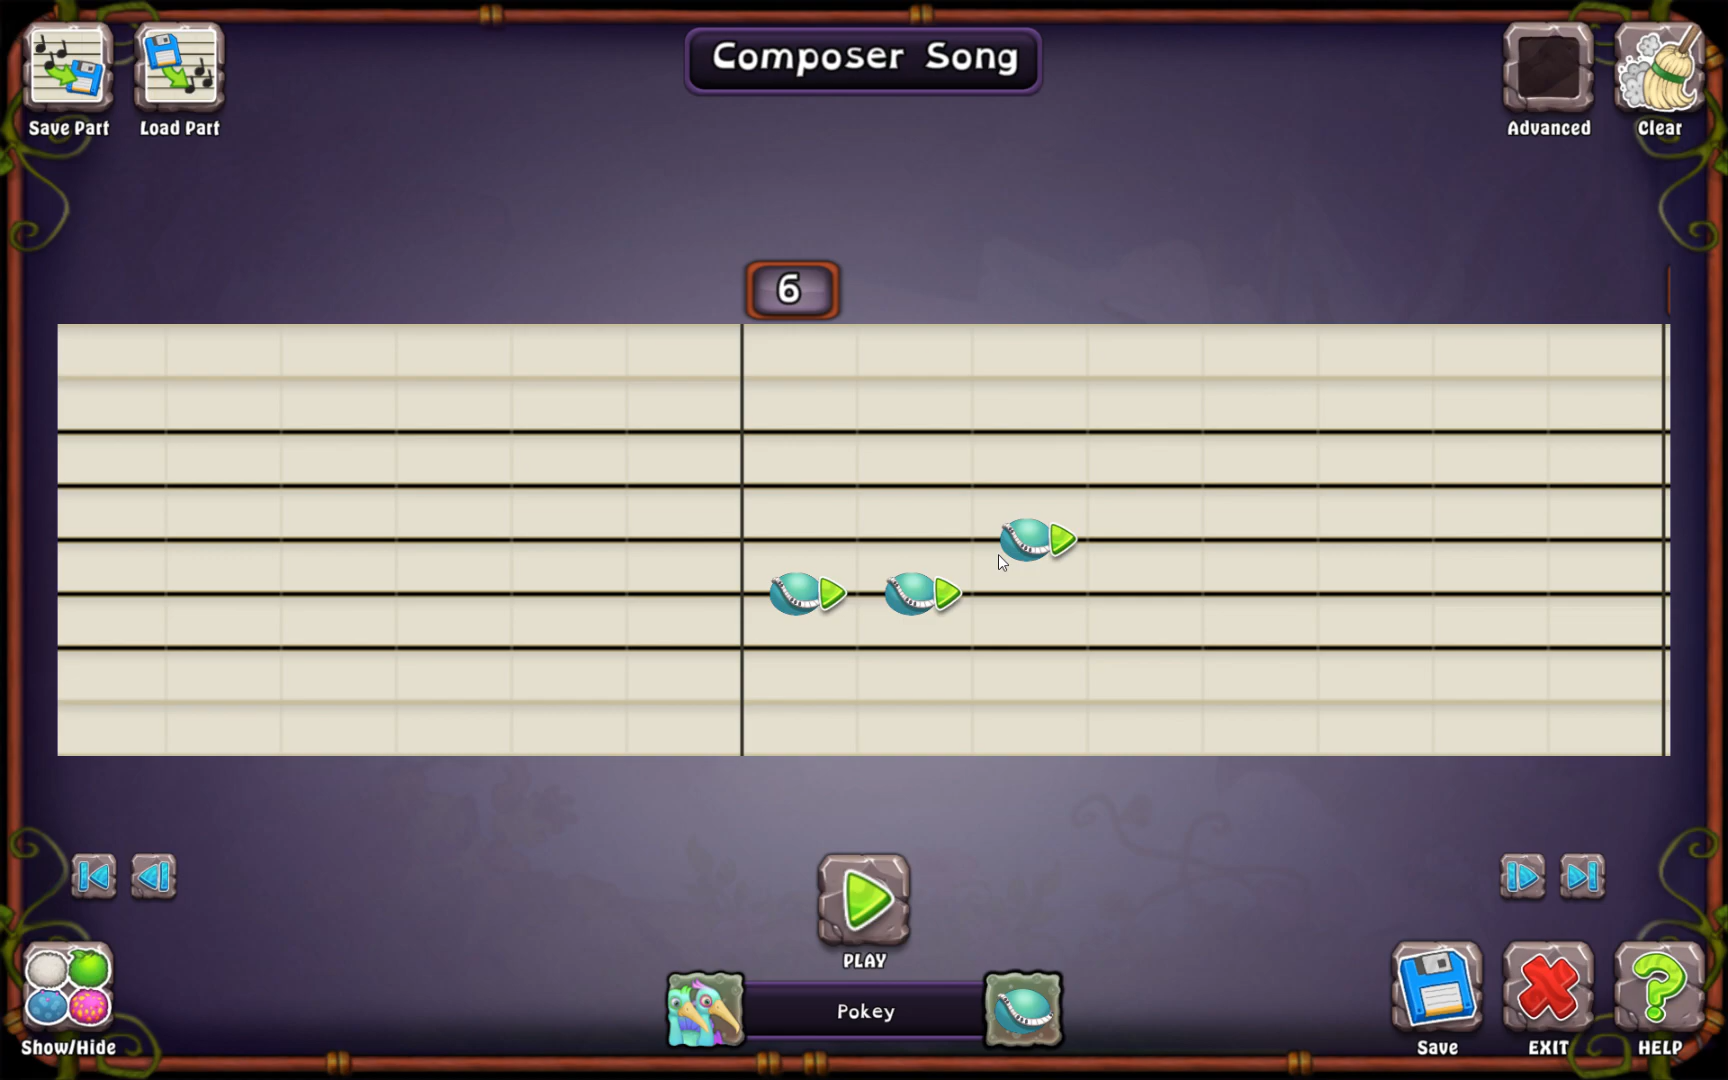 Composer Song
Save Part
Load Part
Advanced
Clear
6
PLAY
Pokey
Show/Hide
Save
EXIT
HELP